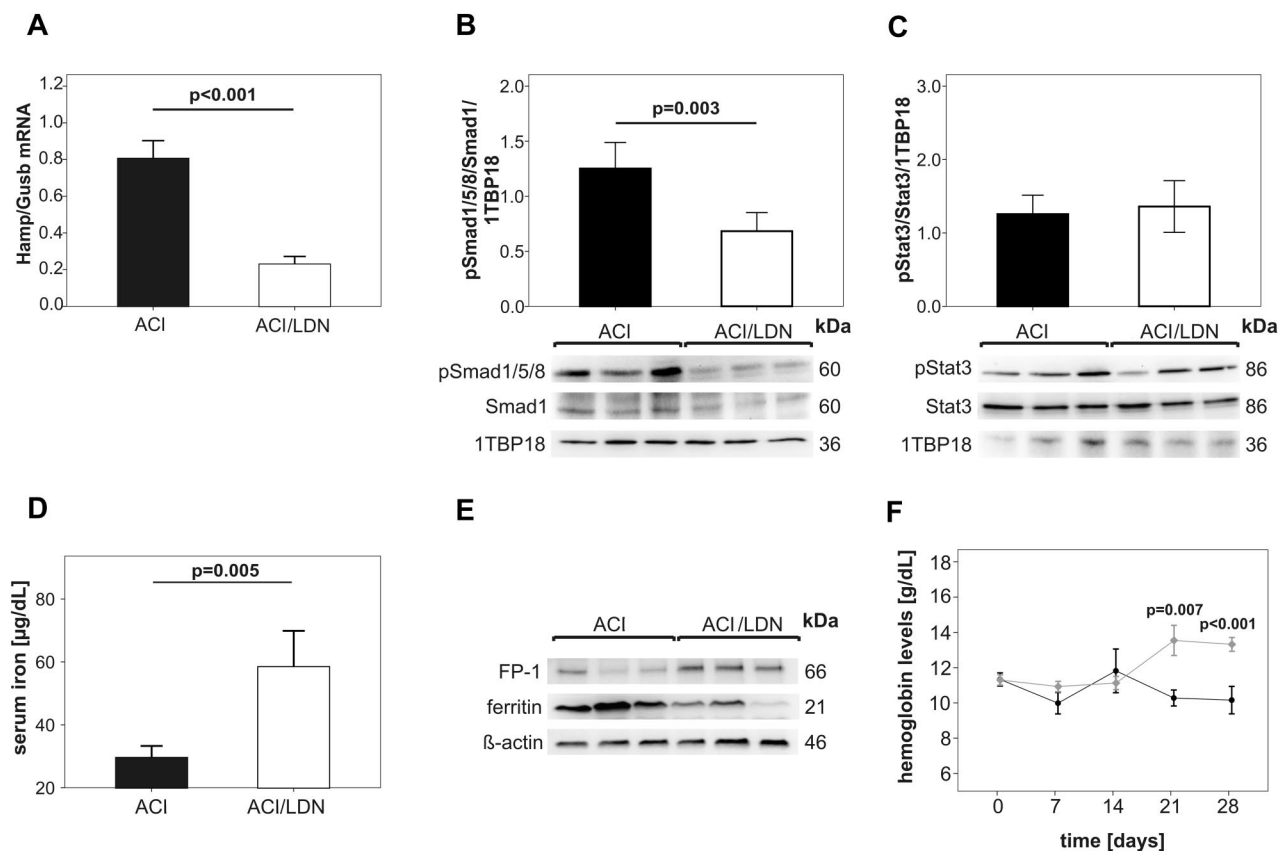 A
Hamp/Gusb mRNA
1.2
1.0
0.8
0.6
0.4
0.2
0.0
p<0.001
ACI
ACI/LDN
B
pSmad1/5/8/Smad1/
1TBP18
2.0
1.5
1.0
0.5
0.0
p=0.003
ACI
ACI/LDN
kDa
pSmad1/5/8
60
Smad1
60
1TBP18
36
C
pStat3/Stat3/1TBP18
3.0
2.0
1.0
0.0
ACI
ACI/LDN
kDa
pStat3
86
Stat3
86
1TBP18
36
D
serum iron [µg/dL]
80
60
40
20
p=0.005
ACI
ACI/LDN
E
ACI
ACI/LDN
kDa
FP-1
66
ferritin
21
ß-actin
46
F
hemoglobin levels [g/dL]
18
16
14
12
10
8
6
p=0.007
p<0.001
0
7
14
21
28
time [days]